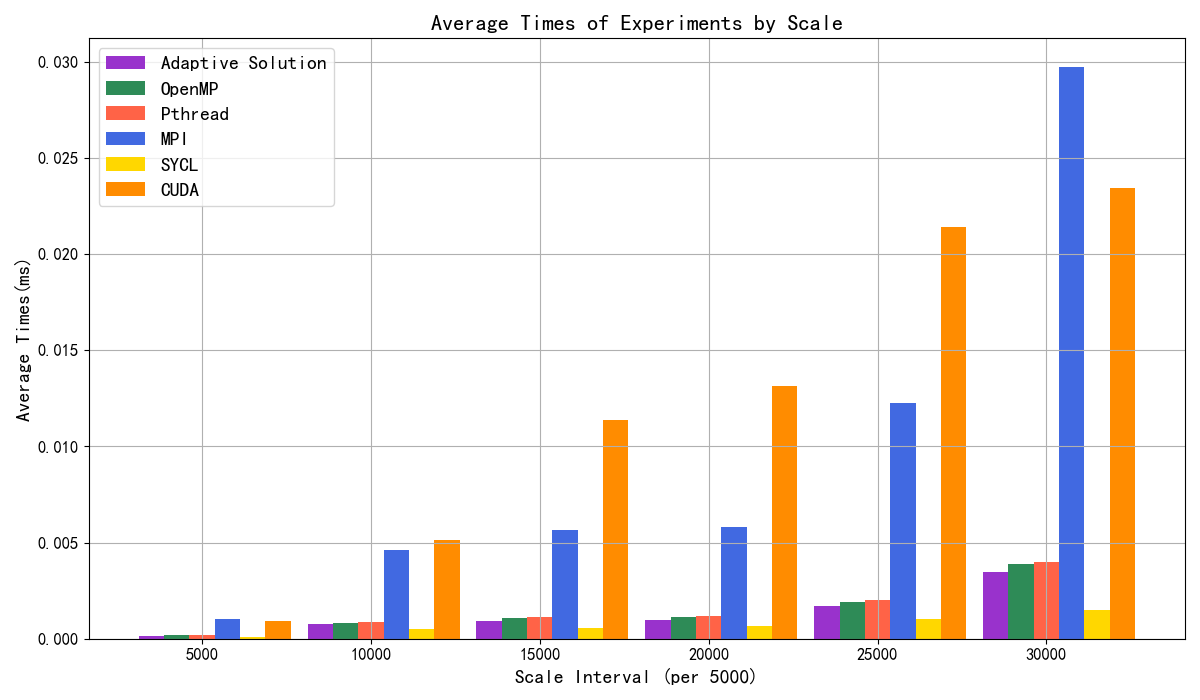 Average Times of Experiments by Scale
Adaptive Solution
OpenMP
Pthread
MPI
SYCL
CUDA
Average Times(ms)
0.030
0.025
0.020
0.015
0.010
0.005
0.000
5000 10000 15000 20000 25000 30000
Scale Interval (per 5000)